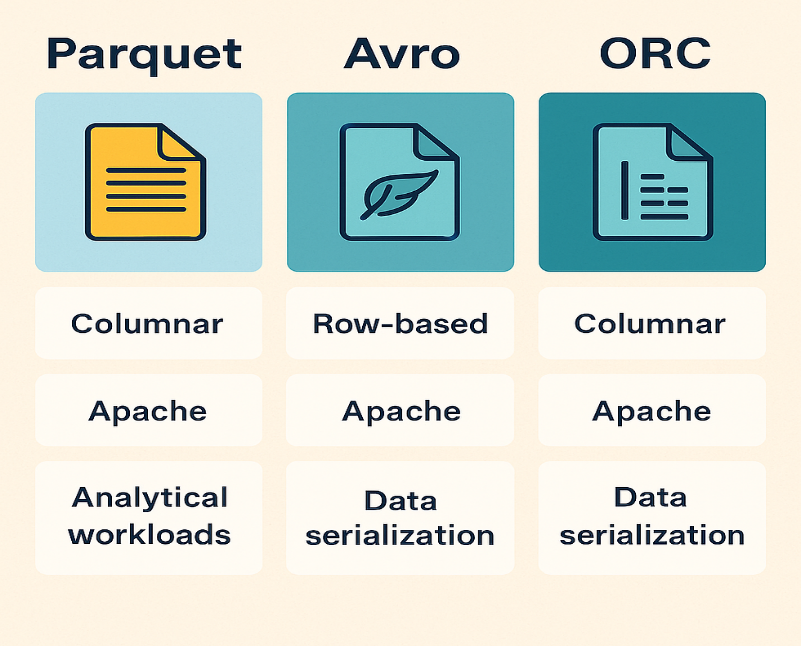 Parquet
Avro
ORC
Columnar
Row-based
Columnar
Apache
Apache
Apache
Analytical
workloads
Data
serialization
Data
serialization